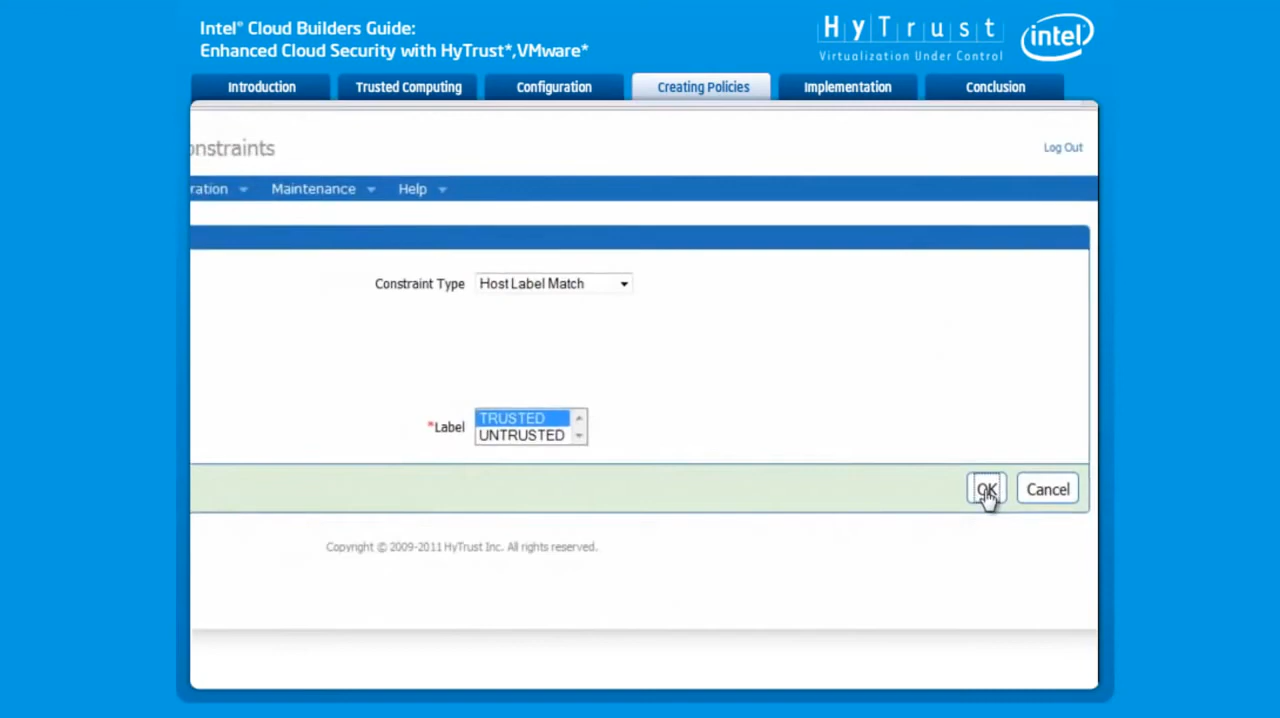 Intel® Cloud Builders Guide:
Enhanced Cloud Security with HyTrust*,VMware*
HyTrust
Virtualization Under Control
intel
Introduction
Trusted Computing
Configuration
Creating Policies
Implementation
Conclusion
onstraints
Log Out
ration
Maintenance
Help
Constraint Type
Host Label Match
*Label
TRUSTED
UNTRUSTED
OK
Cancel
Copyright © 2009-2011 HyTrust Inc. All rights reserved.